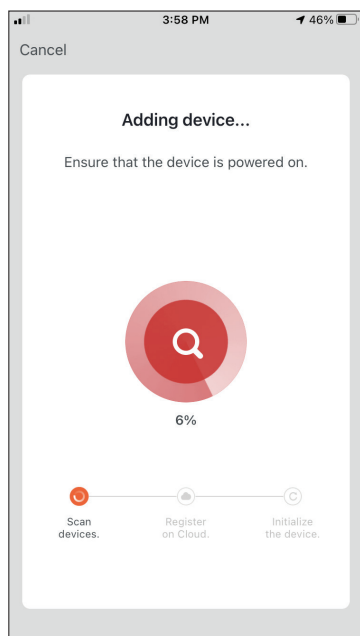 3:58 PM
46%
Cancel
Adding device...
Ensure that the device is powered on.
6%
Scan
devices.
Register
on Cloud.
Initialize
the device.